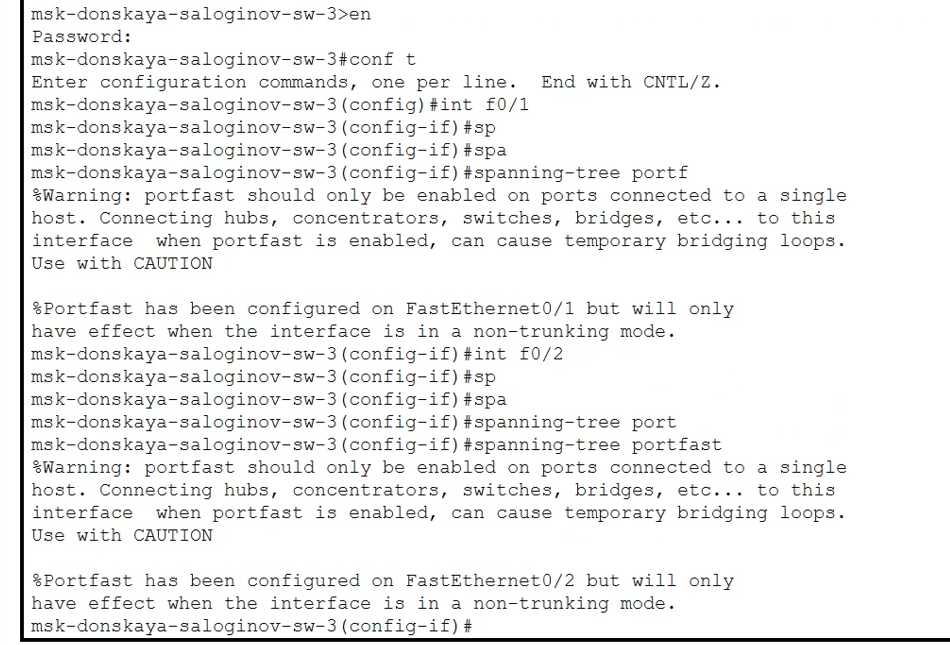 msk-donskaya-saloginov-sw-3>en
Password:
msk-donskaya-saloginov-sw-3#conf t
Enter configuration commands, one per line.  End with CNTL/Z.
msk-donskaya-saloginov-sw-3(config)#int f0/1
msk-donskaya-saloginov-sw-3(config-if)#sp
msk-donskaya-saloginov-sw-3(config-if)#spa
msk-donskaya-saloginov-sw-3(config-if)#spanning-tree portf
%Warning: portfast should only be enabled on ports connected to a single
host. Connecting hubs, concentrators, switches, bridges, etc... to this
interface  when portfast is enabled, can cause temporary bridging loops.
Use with CAUTION

%Portfast has been configured on FastEthernet0/1 but will only
have effect when the interface is in a non-trunking mode.
msk-donskaya-saloginov-sw-3(config-if)#int f0/2
msk-donskaya-saloginov-sw-3(config-if)#sp
msk-donskaya-saloginov-sw-3(config-if)#spa
msk-donskaya-saloginov-sw-3(config-if)#spanning-tree port
msk-donskaya-saloginov-sw-3(config-if)#spanning-tree portfast
%Warning: portfast should only be enabled on ports connected to a single
host. Connecting hubs, concentrators, switches, bridges, etc... to this
interface  when portfast is enabled, can cause temporary bridging loops.
Use with CAUTION

%Portfast has been configured on FastEthernet0/2 but will only
have effect when the interface is in a non-trunking mode.
msk-donskaya-saloginov-sw-3(config-if)#